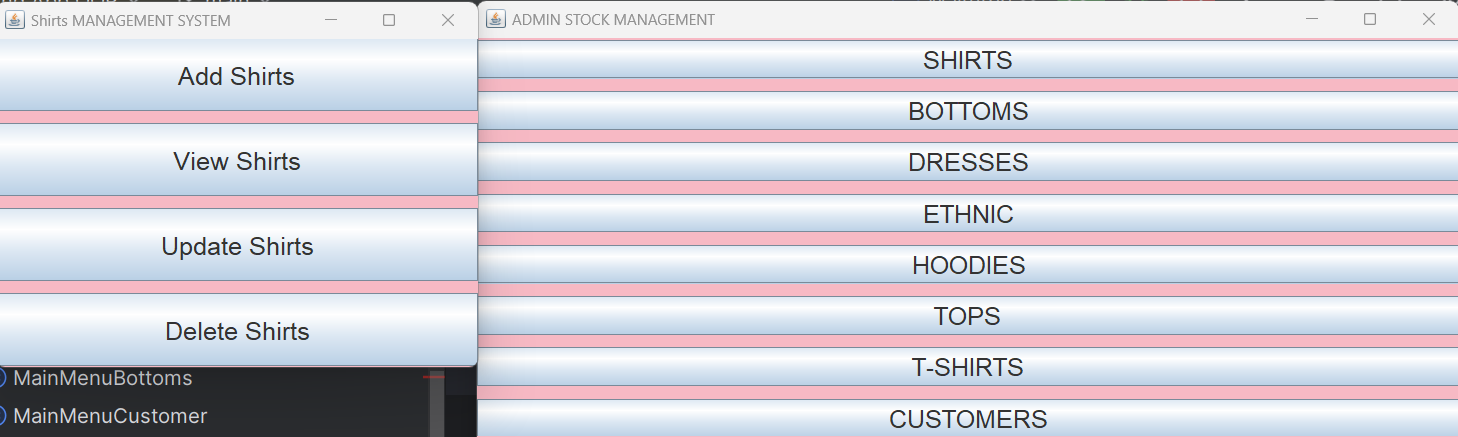 Shirts MANAGEMENT SYSTEM
Add Shirts
View Shirts
Update Shirts
Delete Shirts
MainMenuBottoms
MainMenuCustomer
ADMIN STOCK MANAGEMENT
SHIRTS
BOTTOMS
DRESSES
ETHNIC
HOODIES
TOPS
T-SHIRTS
CUSTOMERS